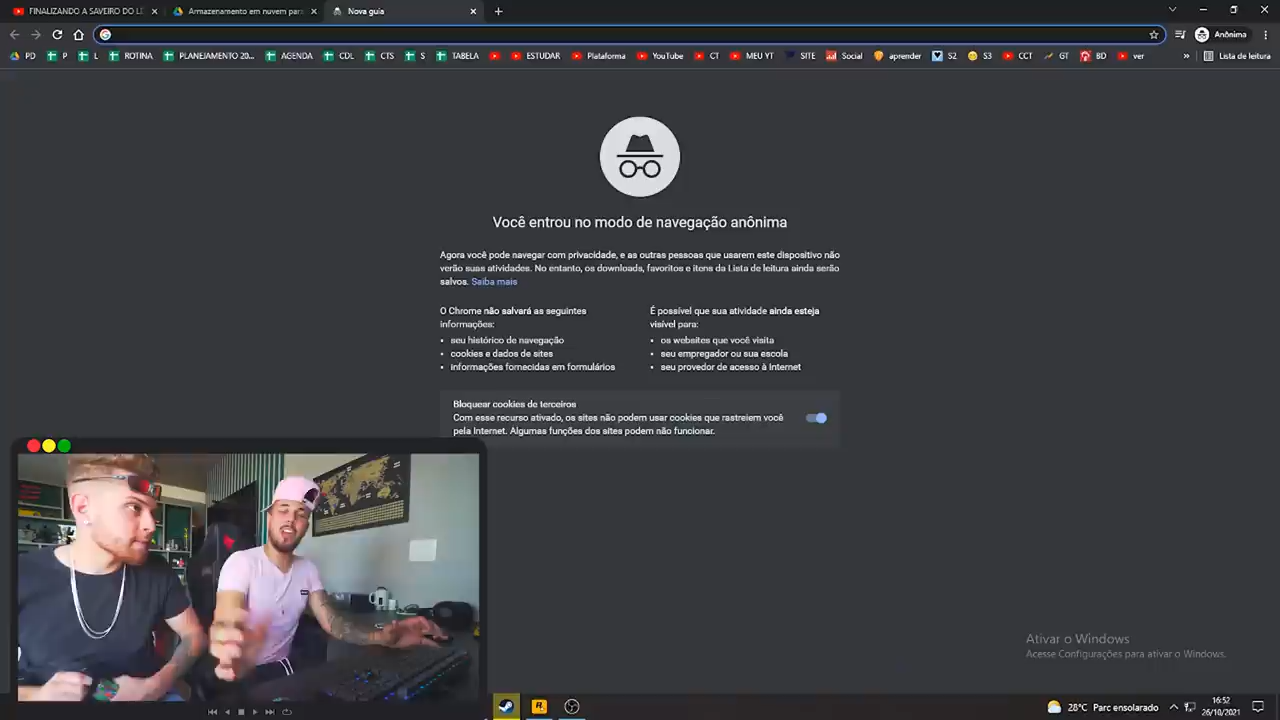 FINALIZANDO A SAVEIRO DO LE
Armazenamento em nuvem para
Nova guia
Anônima
PD
P
L
ROTINA
PLANEJAMENTO 20...
AGENDA
CDL
CTS
S
TABELA
ESTUDAR
Plataforma
YouTube
CT
MEU YT
SITE
Social
aprender
S2
S3
CCT
GT
BD
ver
»
Lista de leitura
Você entrou no modo de navegação anônima
Agora você pode navegar com privacidade, e as outras pessoas que usarem este dispositivo não
verão suas atividades. No entanto, os downloads, favoritos e itens da Lista de leitura ainda serão
salvos. Saiba mais
O Chrome não salvará as seguintes
informações:
• seu histórico de navegação
• cookies e dados de sites
• informações fornecidas em formulários
É possível que sua atividade ainda esteja
visível para:
• os websites que você visita
• seu empregador ou sua escola
• seu provedor de acesso à Internet
Bloquear cookies de terceiros
Com esse recurso ativado, os sites não podem usar cookies que rastreiem você
pela Internet. Algumas funções dos sites podem não funcionar.
Ativar o Windows
Acesse Configurações para ativar o Windows.
28°C Parc ensolarado
16:52
26/10/2021